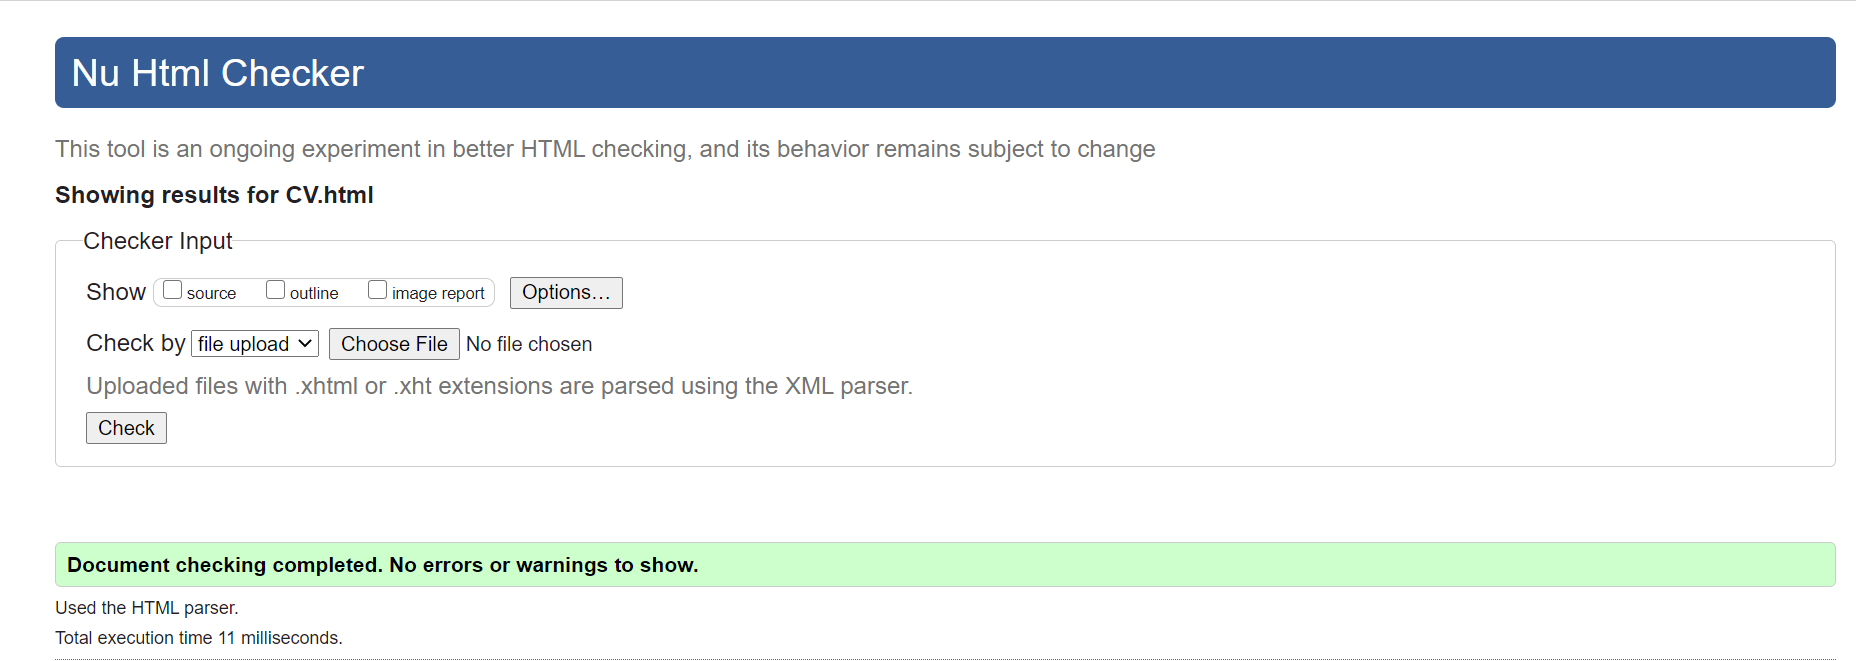 Nu Html Checker
This tool is an ongoing experiment in better HTML checking, and its behavior remains subject to change
Showing results for CV.html
Checker Input
Show source outline image report Options...
Check by file upload Choose File No file chosen
Uploaded files with .xhtml or .xht extensions are parsed using the XML parser.
Check
Document checking completed. No errors or warnings to show.
Used the HTML parser.
Total execution time 11 milliseconds.